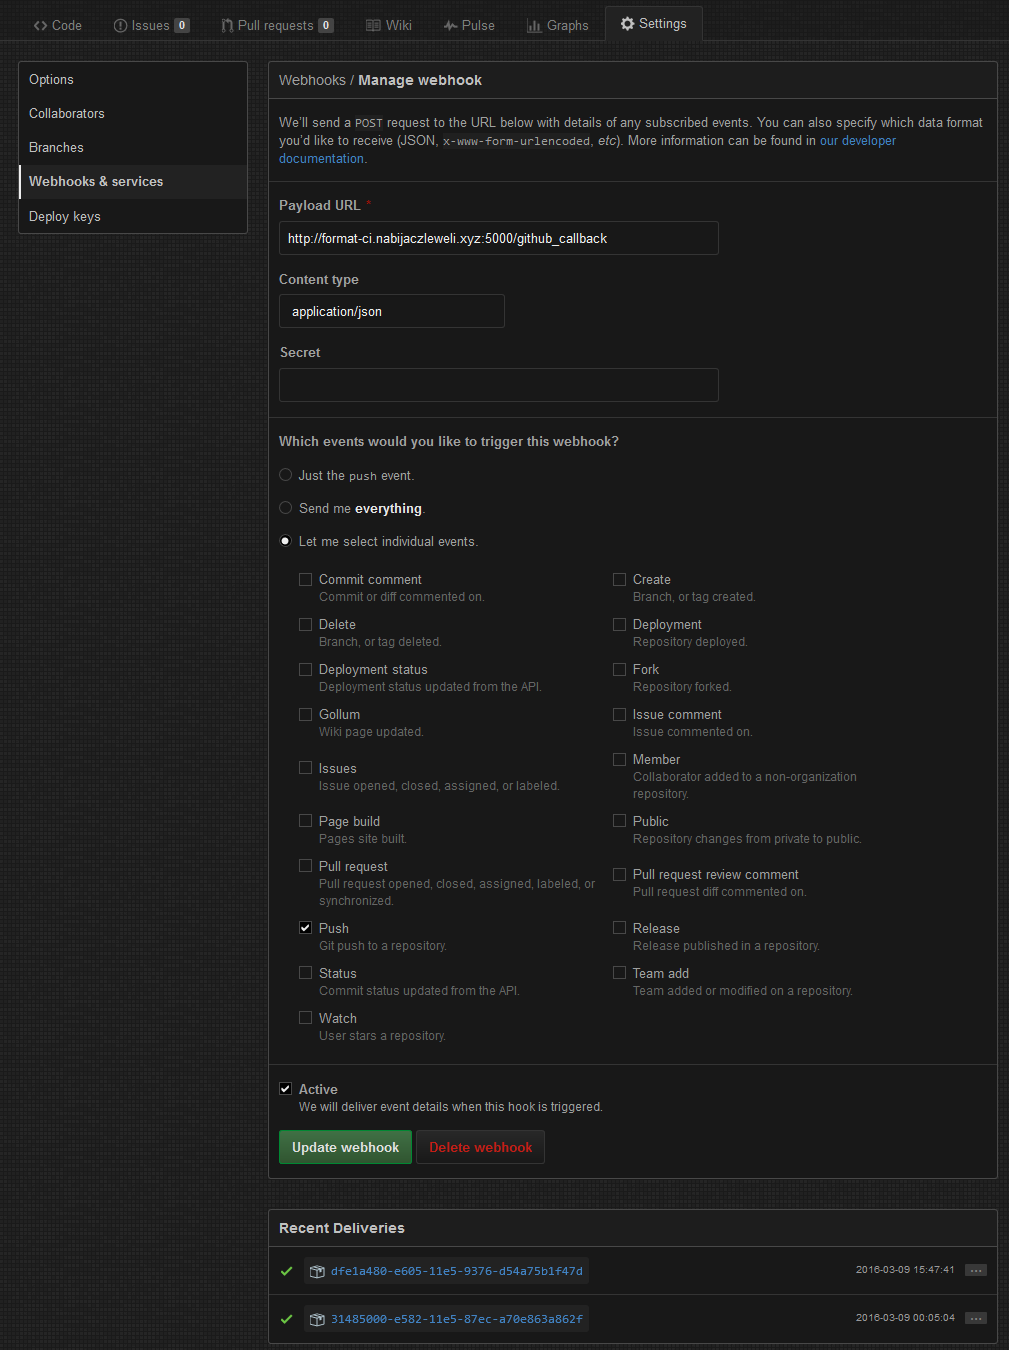 Code Issues 0 Pull requests 0 Wiki Pulse Graphs Settings
Options
Collaborators
Branches
Webhooks & services
Deploy keys
Webhooks / Manage webhook
We'll send a POST request to the URL below with details of any subscribed events. You can also specify which data format
you'd like to receive (JSON, x-www-form-urlencoded, etc). More information can be found in our developer
documentation.
Payload URL *
http://format-ci.nabijaczleweli.xyz:5000/github_callback
Content type
application/json
Secret
Which events would you like to trigger this webhook?
Just the push event.
Send me everything.
Let me select individual events.
Commit comment
Commit or diff commented on.
Create
Branch, or tag created.
Delete
Branch, or tag deleted.
Deployment
Repository deployed.
Deployment status
Deployment status updated from the API.
Fork
Repository forked.
Gollum
Wiki page updated.
Issue comment
Issue commented on.
Issues
Issue opened, closed, assigned, or labeled.
Member
Collaborator added to a non-organization
repository.
Page build
Pages site built.
Public
Repository changes from private to public.
Pull request
Pull request opened, closed, assigned, labeled, or
synchronized.
Pull request review comment
Pull request diff commented on.
Push
Git push to a repository.
Release
Release published in a repository.
Status
Commit status updated from the API.
Team add
Team added or modified on a repository.
Watch
User stars a repository.
Active
We will deliver event details when this hook is triggered.
Update webhook Delete webhook
Recent Deliveries
dfe1a480-e605-11e5-9376-d54a75b1f47d 2016-03-09 15:47:41 ...
31485000-e582-11e5-87ec-a70e863a862f 2016-03-09 00:05:04 ...